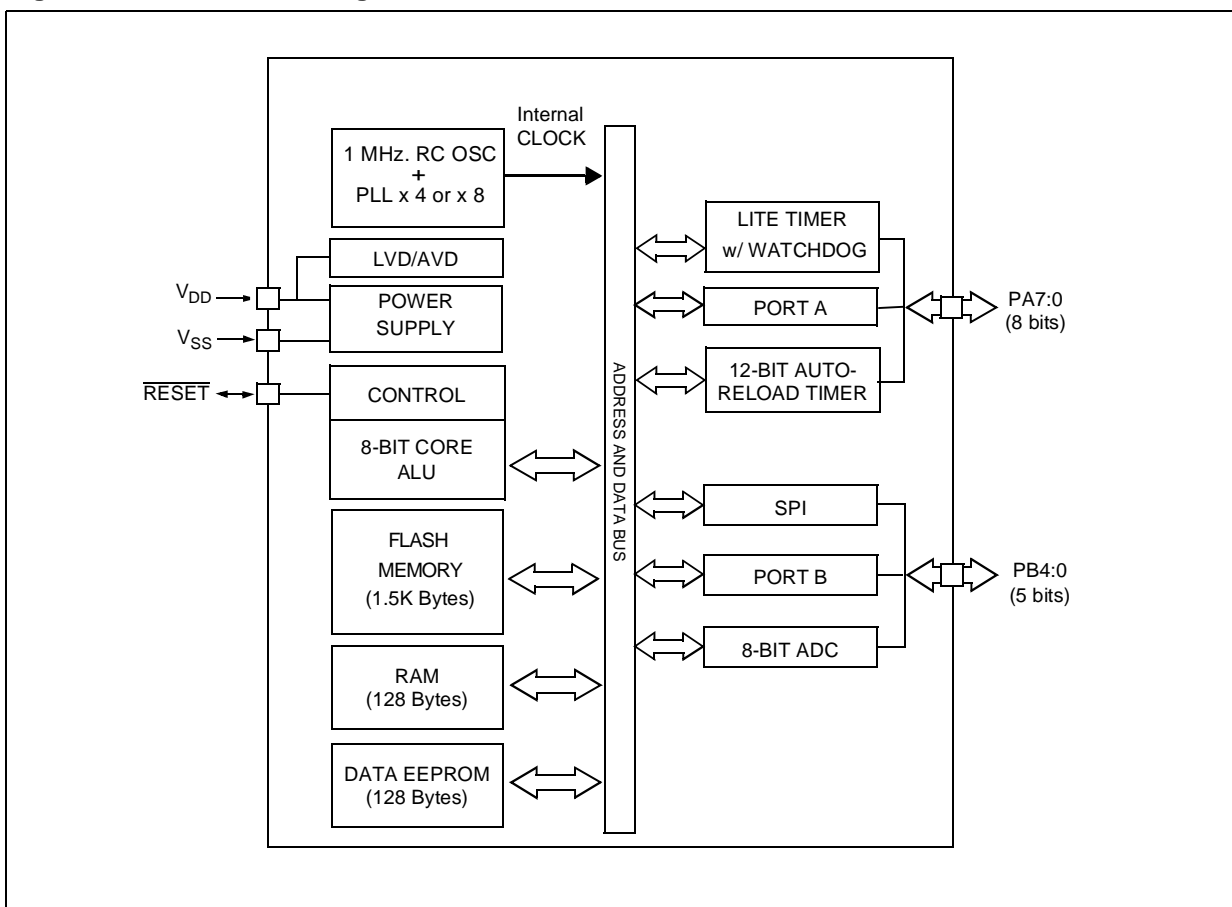 Internal
CLOCK
1 MHz. RC OSC
+
PLL x 4 or x 8
LVD/AVD
POWER
SUPPLY
VDD
VSS
RESET
CONTROL
8-BIT CORE
ALU
FLASH
MEMORY
(1.5K Bytes)
RAM
(128 Bytes)
DATA EEPROM
(128 Bytes)
ADDRESS AND DATA BUS
LITE TIMER
w/ WATCHDOG
PORT A
12-BIT AUTO-
RELOAD TIMER
PA7:0
(8 bits)
SPI
PORT B
8-BIT ADC
PB4:0
(5 bits)